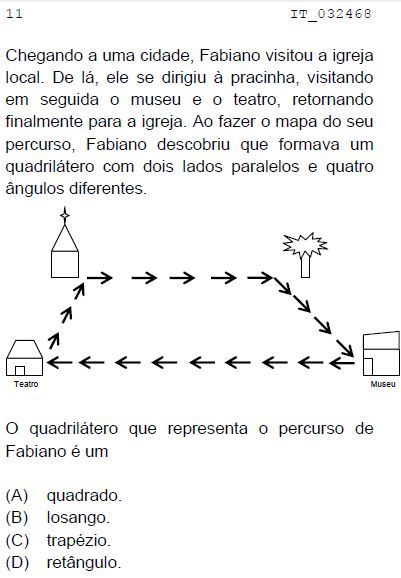 11 IT_032468
Chegando a uma cidade, Fabiano visitou a igreja
local. De lá, ele se dirigiu à pracinha, visitando
em seguida o museu e o teatro, retornando
finalmente para a igreja. Ao fazer o mapa do seu
percurso, Fabiano descobriu que formava um
quadrilátero com dois lados paralelos e quatro
ângulos diferentes.
Teatro
Museu
O quadrilátero que representa o percurso de
Fabiano é um
(A) quadrado.
(B) losango.
(C) trapézio.
(D) retângulo.